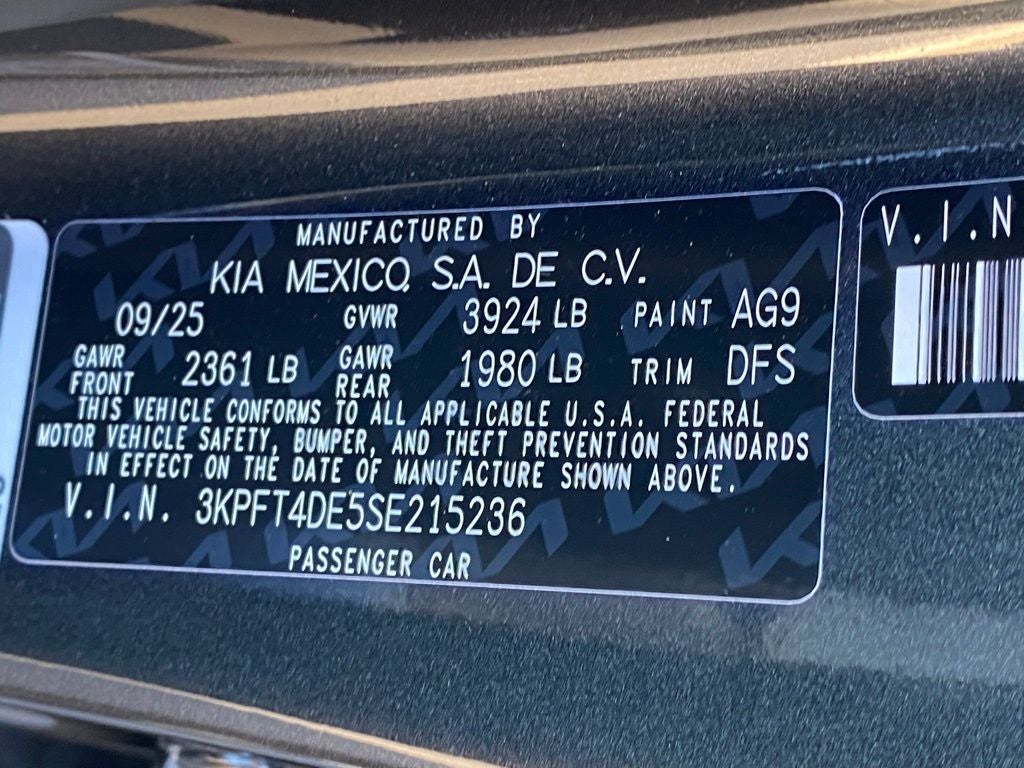 MANUFACTURED BY
KIA MEXICO, S.A. DE C.V.
09/25 GVWR 3924 LB PAINT AG9
GAWR FRONT 2361 LB GAWR REAR 1980 LB TRIM DFS
THIS VEHICLE CONFORMS TO ALL APPLICABLE U.S.A. FEDERAL
MOTOR VEHICLE SAFETY, BUMPER, AND THEFT PREVENTION STANDARDS
IN EFFECT ON THE DATE OF MANUFACTURE SHOWN ABOVE.
V.I.N. 3KPFT4DE5SE215236
PASSENGER CAR
V.I.N